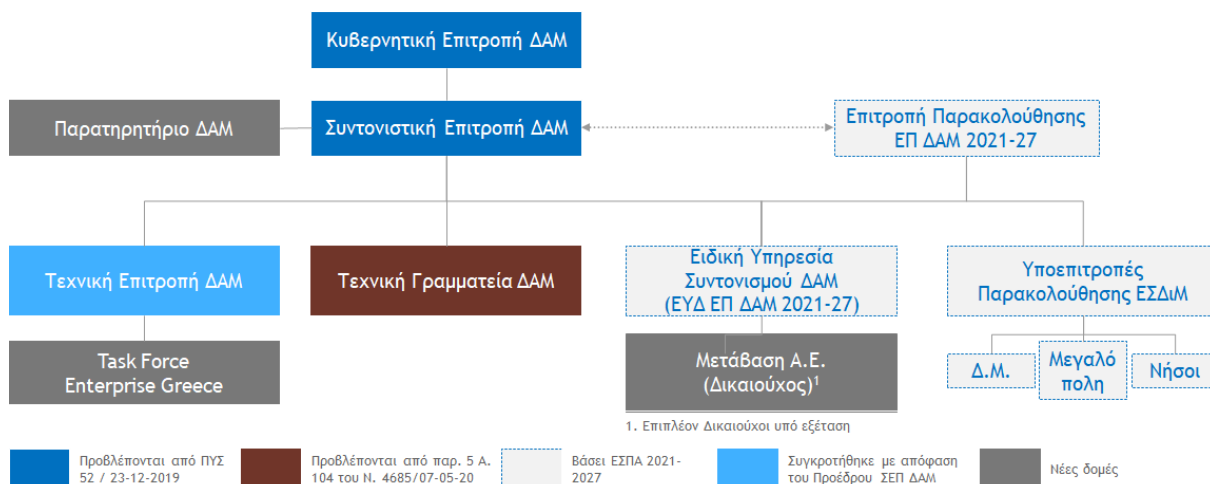 Κυβερνητική Επιτροπή ΔΑΜ
Παρατηρητήριο ΔΑΜ
Συντονιστική Επιτροπή ΔΑΜ
Επιτροπή Παρακολούθησης
ΕΠ ΔΑΜ 2021-27
Τεχνική Επιτροπή ΔΑΜ
Τεχνική Γραμματεία ΔΑΜ
Ειδική Υπηρεσία
Συντονισμού ΔΑΜ
(ΕΥΔ ΕΠ ΔΑΜ 2021-27)
Υποεπιτροπές
Παρακολούθησης ΕΣΔιΜ
Task Force
Enterprise Greece
Μετάβαση Α.Ε.
(Δικαιούχος)¹
Δ.Μ.
Μεγαλό
πολη
Νήσοι
1. Επιπλέον Δικαιούχοι υπό εξέταση
Προβλέπονται από ΠΥΣ
52 / 23-12-2019
Προβλέπονται από παρ. 5 Α.
104 του Ν. 4685/07-05-20
Βάσει ΕΣΠΑ 2021-
2027
Συγκροτήθηκε με απόφαση
του Προέδρου ΣΕΠ ΔΑΜ
Νέες δομές